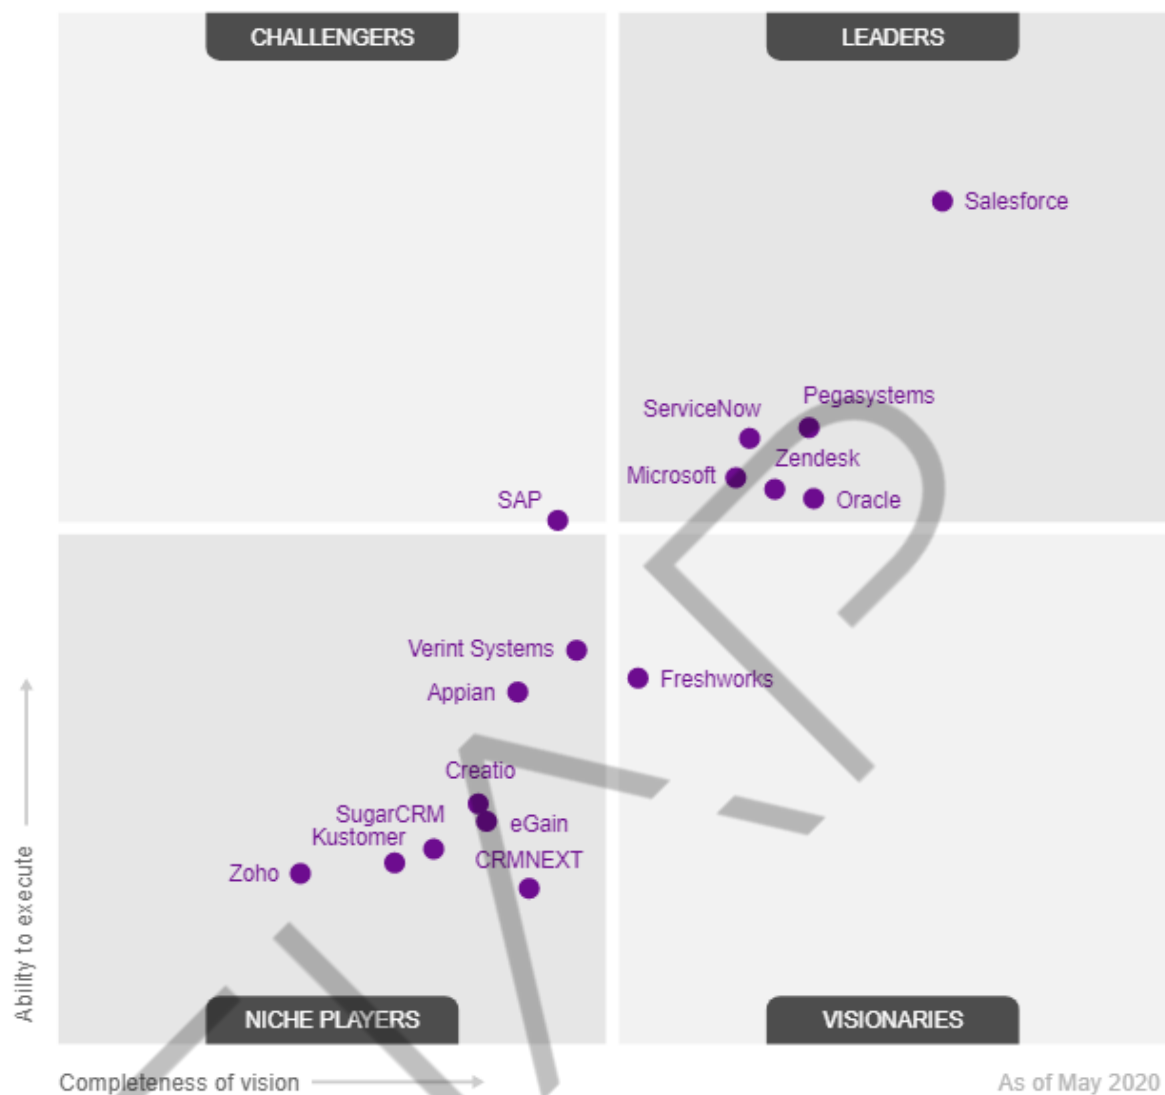 CHALLENGERS
LEADERS
Salesforce
Pegasystems
ServiceNow
Zendesk
Microsoft
Oracle
SAP
Verint Systems
Freshworks
Appian
Creatio
SugarCRM
eGain
Kustomer
CRMNEXT
Zoho
Ability to execute
NICHE PLAYERS
VISIONARIES
Completeness of vision
As of May 2020